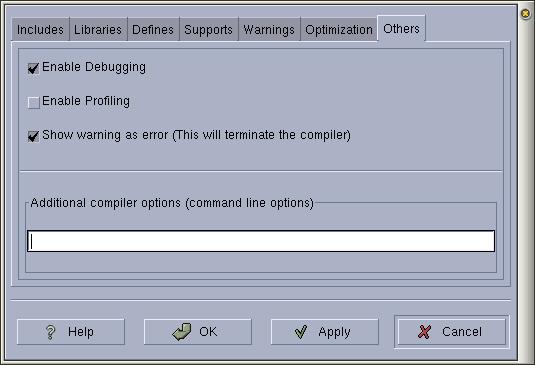 Includes Libraries Defines Supports Warnings Optimization Others
Enable Debugging
Enable Profiling
Show warning as error (This will terminate the compiler)
Additional compiler options (command line options)
Help OK Apply Cancel